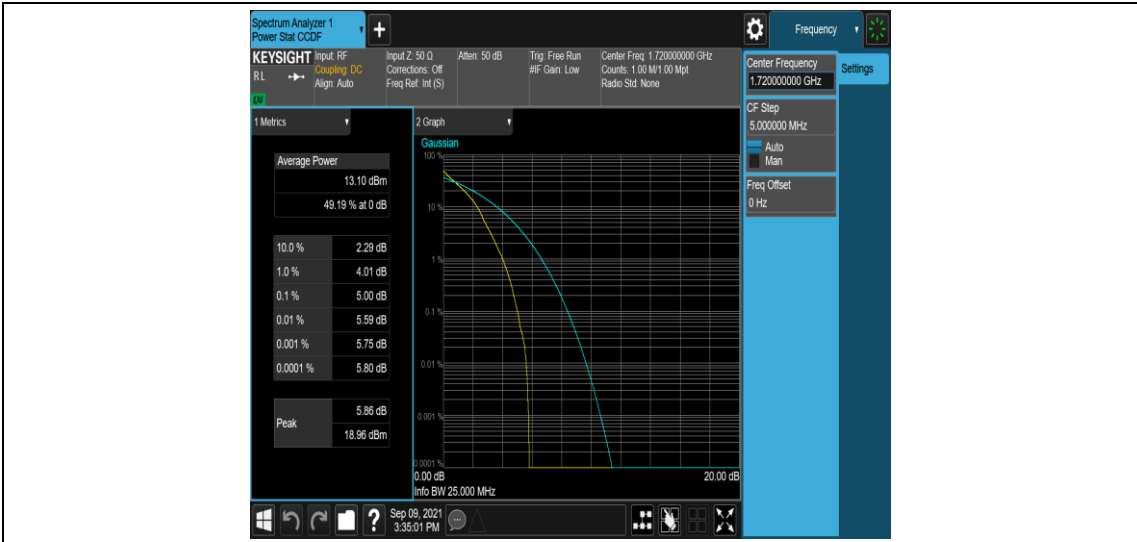 Spectrum Analyzer 1
Power Stat CCDF
Frequency
KEYSIGHT
RL
LXI
Input: RF
Coupling: DC
Align: Auto
Input Z: 50 Ω
Corrections: Off
Freq Ref: Int (S)
Atten: 50 dB
Trig: Free Run
#IF Gain: Low
Center Freq: 1.720000000 GHz
Counts: 1.00 M/1.00 Mpt
Radio Std: None
Center Frequency
1.720000000 GHz
Settings
CF Step
5.000000 MHz
Auto
Man
Freq Offset
0 Hz
1 Metrics
Average Power
13.10 dBm
49.19 % at 0 dB
10.0 % 2.29 dB
1.0 % 4.01 dB
0.1 % 5.00 dB
0.01 % 5.59 dB
0.001 % 5.75 dB
0.0001 % 5.80 dB
Peak
5.86 dB
18.96 dBm
2 Graph
Gaussian
100 %
10 %
1 %
0.1 %
0.01 %
0.001 %
0.0001 %
0.00 dB
20.00 dB
Info BW 25.000 MHz
?
Sep 09, 2021
3:35:01 PM